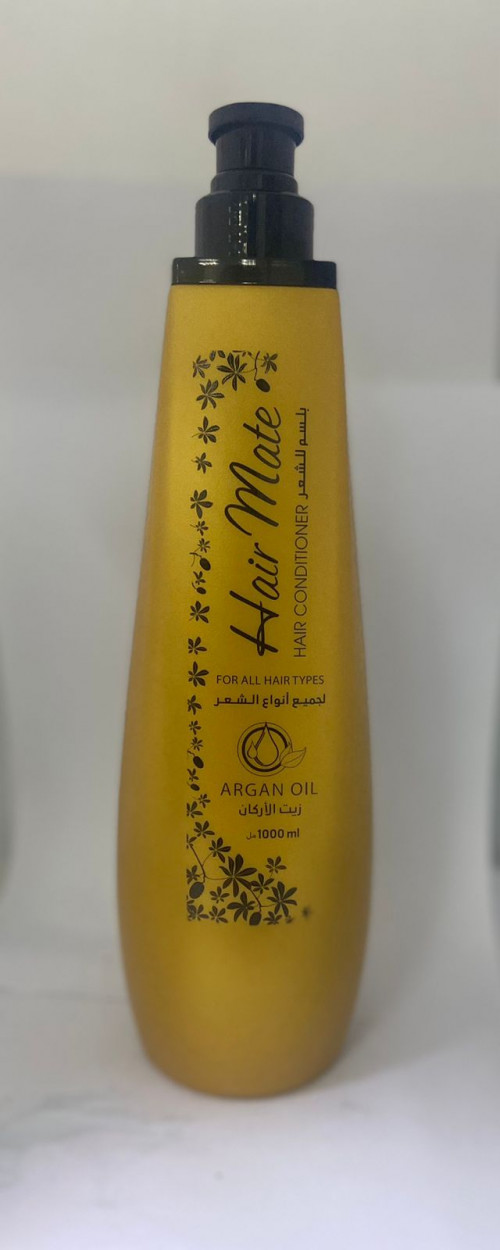 Hair Mate
HAIR CONDITIONER بلسم للشعر
FOR ALL HAIR TYPES
لجميع أنواع الشعر
ARGAN OIL
زيت الأركان
1000 ml مل